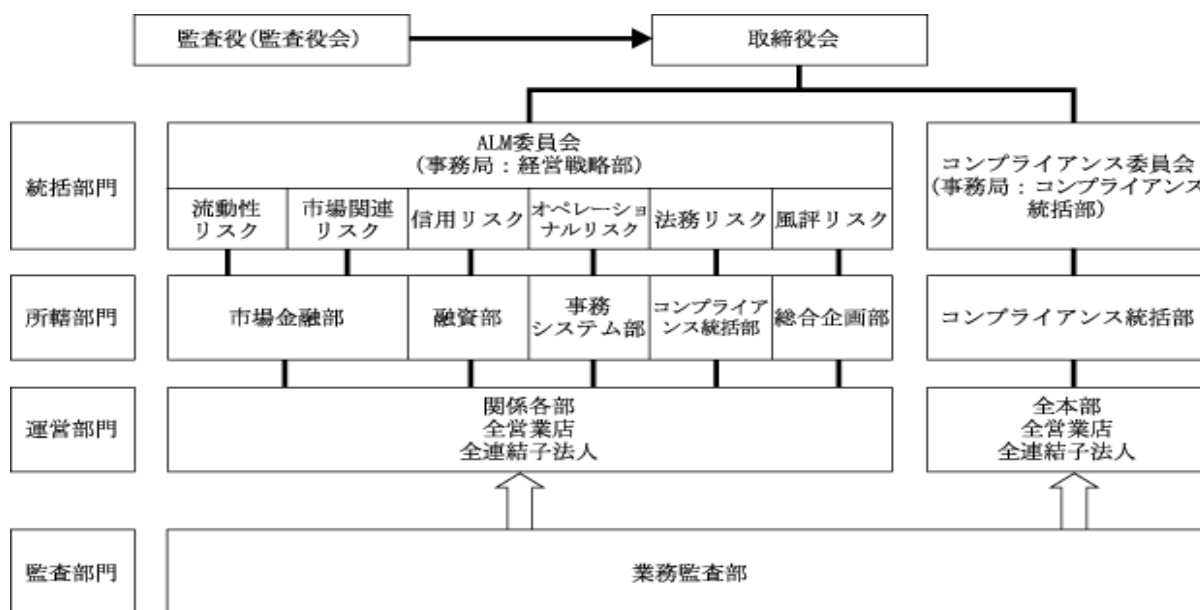 監査役(監査役会)
取締役会
統括部門
ALM委員会
(事務局：経営戦略部)
流動性
リスク
市場関連
リスク
信用リスク
オペレーショ
ナルリスク
法務リスク
風評リスク
コンプライアンス委員会
(事務局：コンプライアンス
統括部)
所轄部門
市場金融部
融資部
事務
システム部
コンプライア
ンス統括部
総合企画部
コンプライアンス統括部
運営部門
関係各部
全営業店
全連結子法人
全本部
全営業店
全連結子法人
監査部門
業務監査部